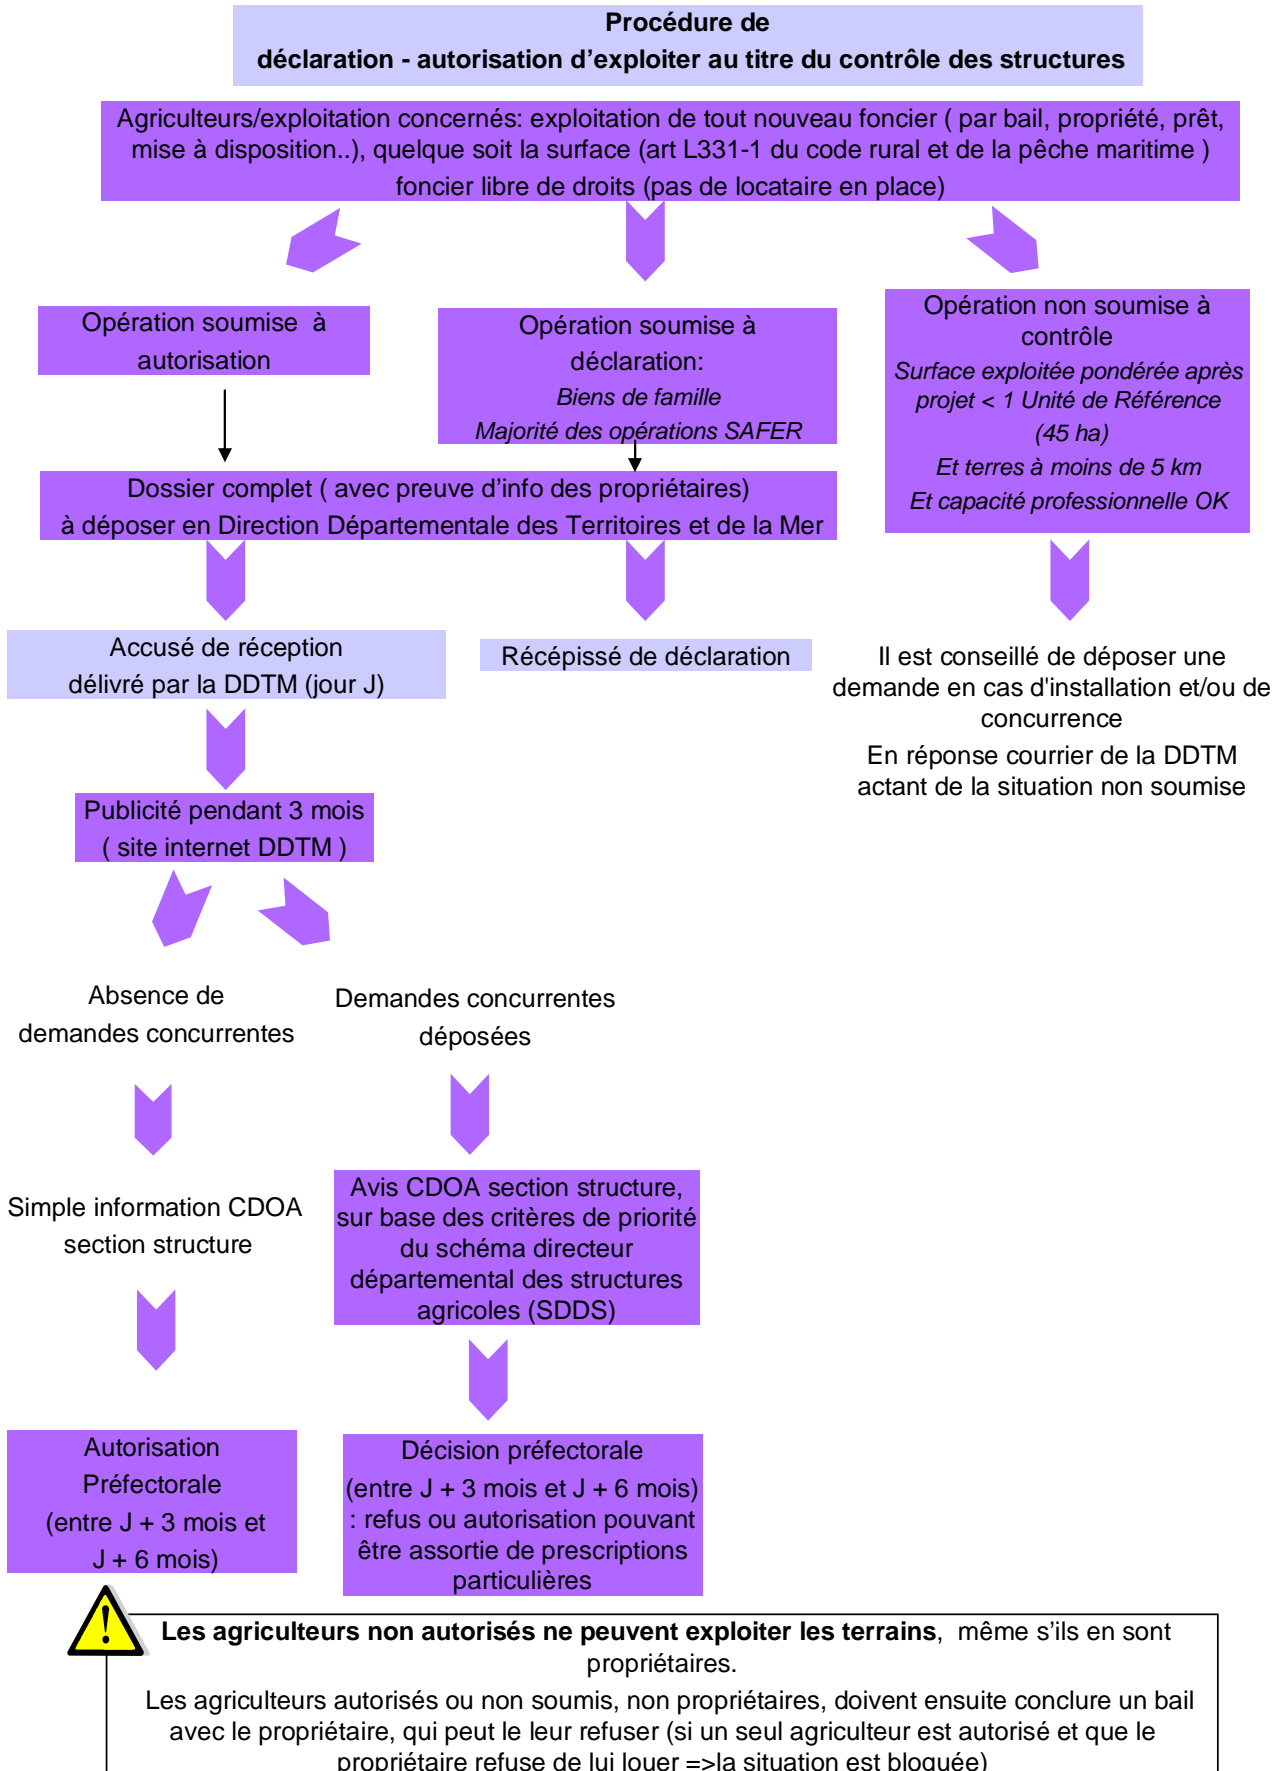 Procédure de
déclaration - autorisation d'exploiter au titre du contrôle des structures
Agriculteurs/exploitation concernés: exploitation de tout nouveau foncier ( par bail, propriété, prêt,
mise à disposition..), quelque soit la surface (art L331-1 du code rural et de la pêche maritime )
foncier libre de droits (pas de locataire en place)
Opération soumise à
autorisation
Opération soumise à
déclaration:
Biens de famille
Majorité des opérations SAFER
Opération non soumise à
contrôle
Surface exploitée pondérée après
projet < 1 Unité de Référence
(45 ha)
Et terres à moins de 5 km
Et capacité professionnelle OK
Dossier complet ( avec preuve d'info des propriétaires)
à déposer en Direction Départementale des Territoires et de la Mer
Accusé de réception
délivré par la DDTM (jour J)
Récépissé de déclaration
Il est conseillé de déposer une
demande en cas d'installation et/ou de
concurrence
En réponse courrier de la DDTM
actant de la situation non soumise
Publicité pendant 3 mois
( site internet DDTM )
Absence de
demandes concurrentes
Demandes concurrentes
déposées
Simple information CDOA
section structure
Avis CDOA section structure,
sur base des critères de priorité
du schéma directeur
départemental des structures
agricoles (SDDS)
Autorisation
Préfectorale
(entre J + 3 mois et
J + 6 mois)
Décision préfectorale
(entre J + 3 mois et J + 6 mois)
: refus ou autorisation pouvant
être assortie de prescriptions
particulières
!
Les agriculteurs non autorisés ne peuvent exploiter les terrains, même s'ils en sont
propriétaires.
Les agriculteurs autorisés ou non soumis, non propriétaires, doivent ensuite conclure un bail
avec le propriétaire, qui peut le leur refuser (si un seul agriculteur est autorisé et que le
propriétaire refuse de lui louer =>la situation est bloquée)